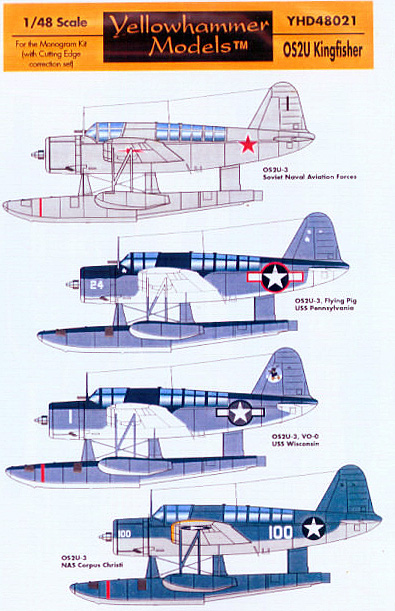 1/48 Scale
For the Monogram Kit
(with Cutting Edge
correction set)
Yellowhammer
Models™
YHD48021
OS2U Kingfisher
1
OS2U-3
Soviet Naval Aviation Forces
24
OS2U-3, Flying Pig
USS Pennsylvania
1
OS2U-3, VO-0
USS Wisconsin
100
100
OS2U-3
NAS Corpus Christi